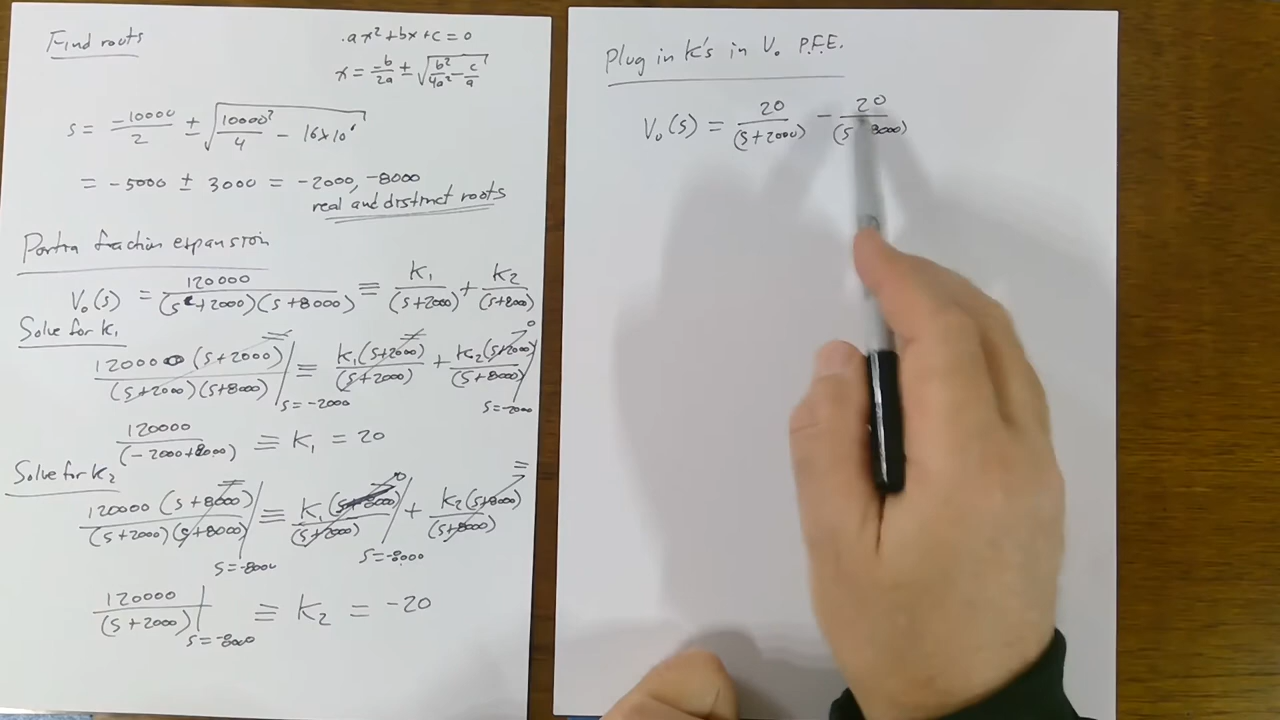 Find roots
ax² + bx + c = 0
x = -b/2a ± √(b²/4a² - c/a)
s = -10000/2 ± √(10000²/4 - 16x10⁶)
= -5000 ± 3000 = -2000, -8000
real and distnct roots
Partia fraction expansion
V₀(s) = 120000/(s+2000)(s+8000) ≡ K₁/(s+2000) + K₂/(s+800)
Solve for K₁
120000 (s+2000)/(s+2000)(s+8000) | ≡ K₁(s+2000)/(s+2000) + K₂(s+2000)/(s+8000)
s=-2000 s=-2000
120000/(-2000+8000) ≡ K₁ = 20
Solve for K₂
120000 (s+8000)/(s+2000)(s+8000) | ≡ K₁(s+8000)/(s+2000) | + K₂(s+8000)/(s+8000)
s=-8000 s=-8000
120000/(s+2000) | ≡ K₂ = -20
s=-8000
Plug in K's in V₀ P.F.E.
V₀(s) = 20/(s+2000) - 20/(s 8000)